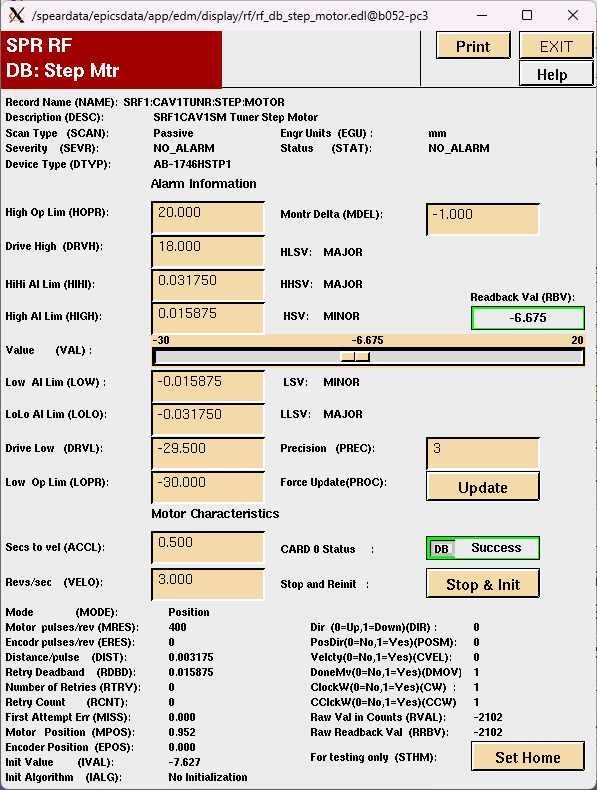 /speardata/epicsdata/app/edm/display/rf/rf_db_step_motor.edl@b052-pc3
SPR RF
DB: Step Mtr
Print
EXIT
Help
Record Name (NAME): SRF1:CAV1TUNR:STEP:MOTOR
Description (DESC): SRF1CAV1SM Tuner Step Motor
Scan Type (SCAN): Passive Engr Units (EGU) : mm
Severity (SEVR): NO_ALARM Status (STAT): NO_ALARM
Device Type (DTYP): AB-1746HSTP1
Alarm Information
High Op Lim (HOPR): 20.000 Montr Delta (MDEL): -1.000
Drive High (DRVH): 18.000 HLSV: MAJOR
HiHi Al Lim (HIHI): 0.031750 HHSV: MAJOR
Readback Val (RBV):
High Al Lim (HIGH): 0.015875 HSV: MINOR -6.675
-30 -6.675 20
Value (VAL) :
Low Al Lim (LOW) : -0.015875 LSV: MINOR
LoLo Al Lim (LOLO): -0.031750 LLSV: MAJOR
Drive Low (DRVL): -29.500 Precision (PREC): 3
Low Op Lim (LOPR): -30.000 Force Update(PROC): Update
Motor Characteristics
Secs to vel (ACCL): 0.500 CARD 0 Status : DB Success
Revs/sec (VELO): 3.000 Stop and Reinit : Stop & Init
Mode (MODE): Position
Motor pulses/rev (MRES): 400 Dir (0=Up,1=Down)(DIR) : 0
Encodr pulses/rev (ERES): 0 PosDir(0=No,1=Yes)(POSM): 0
Distance/pulse (DIST): 0.003175 Velcty(0=No,1=Yes)(CVEL): 0
Retry Deadband (RDBD): 0.015875 DoneMv(0=No,1=Yes)(DMOV) 1
Number of Retries (RTRY): 0 ClockW(0=No,1=Yes)(CW) : 1
Retry Count (RCNT): 0 CClckW(0=No,1=Yes)(CCW) 1
First Attempt Err (MISS): 0.000 Raw Val in Counts (RVAL): -2102
Motor Position (MPOS): 0.952 Raw Readback Val (RRBV): -2102
Encoder Position (EPOS): 0.000
Init Value (IVAL): -7.627 For testing only (STHM): Set Home
Init Algorithm (IALG): No Initialization